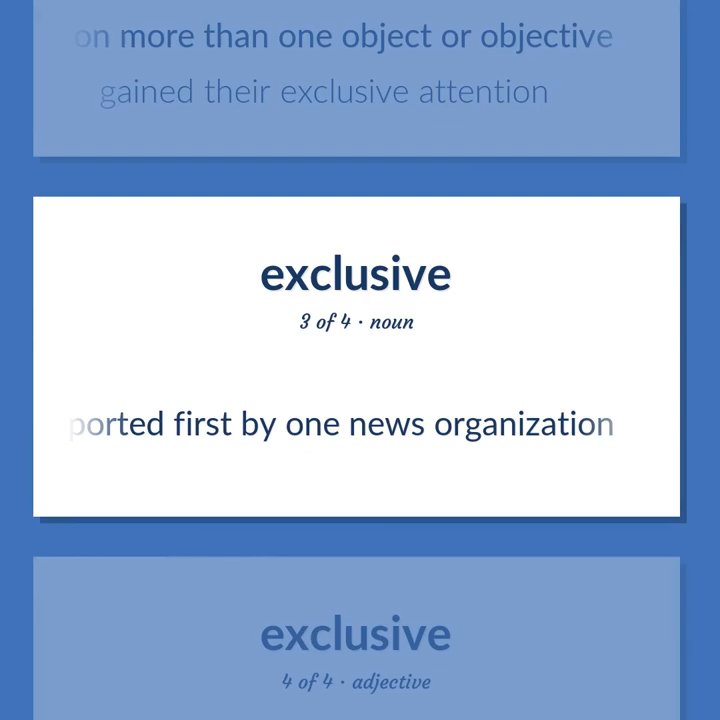 on more than one object or objective
gained their exclusive attention
exclusive
3 of 4 · noun
ported first by one news organization
exclusive
4 of 4 · adjective